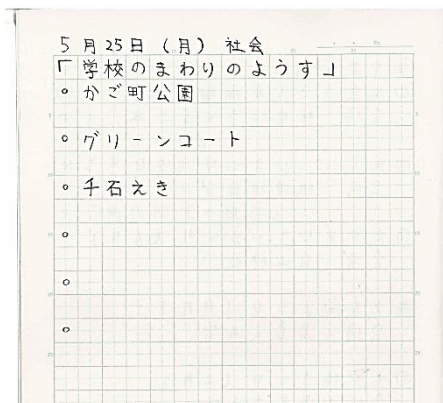 5月25日(月) 社会
「学校のまわりのようす」
○かご町公園
○グリーンコート
○千石えき
○
○
○